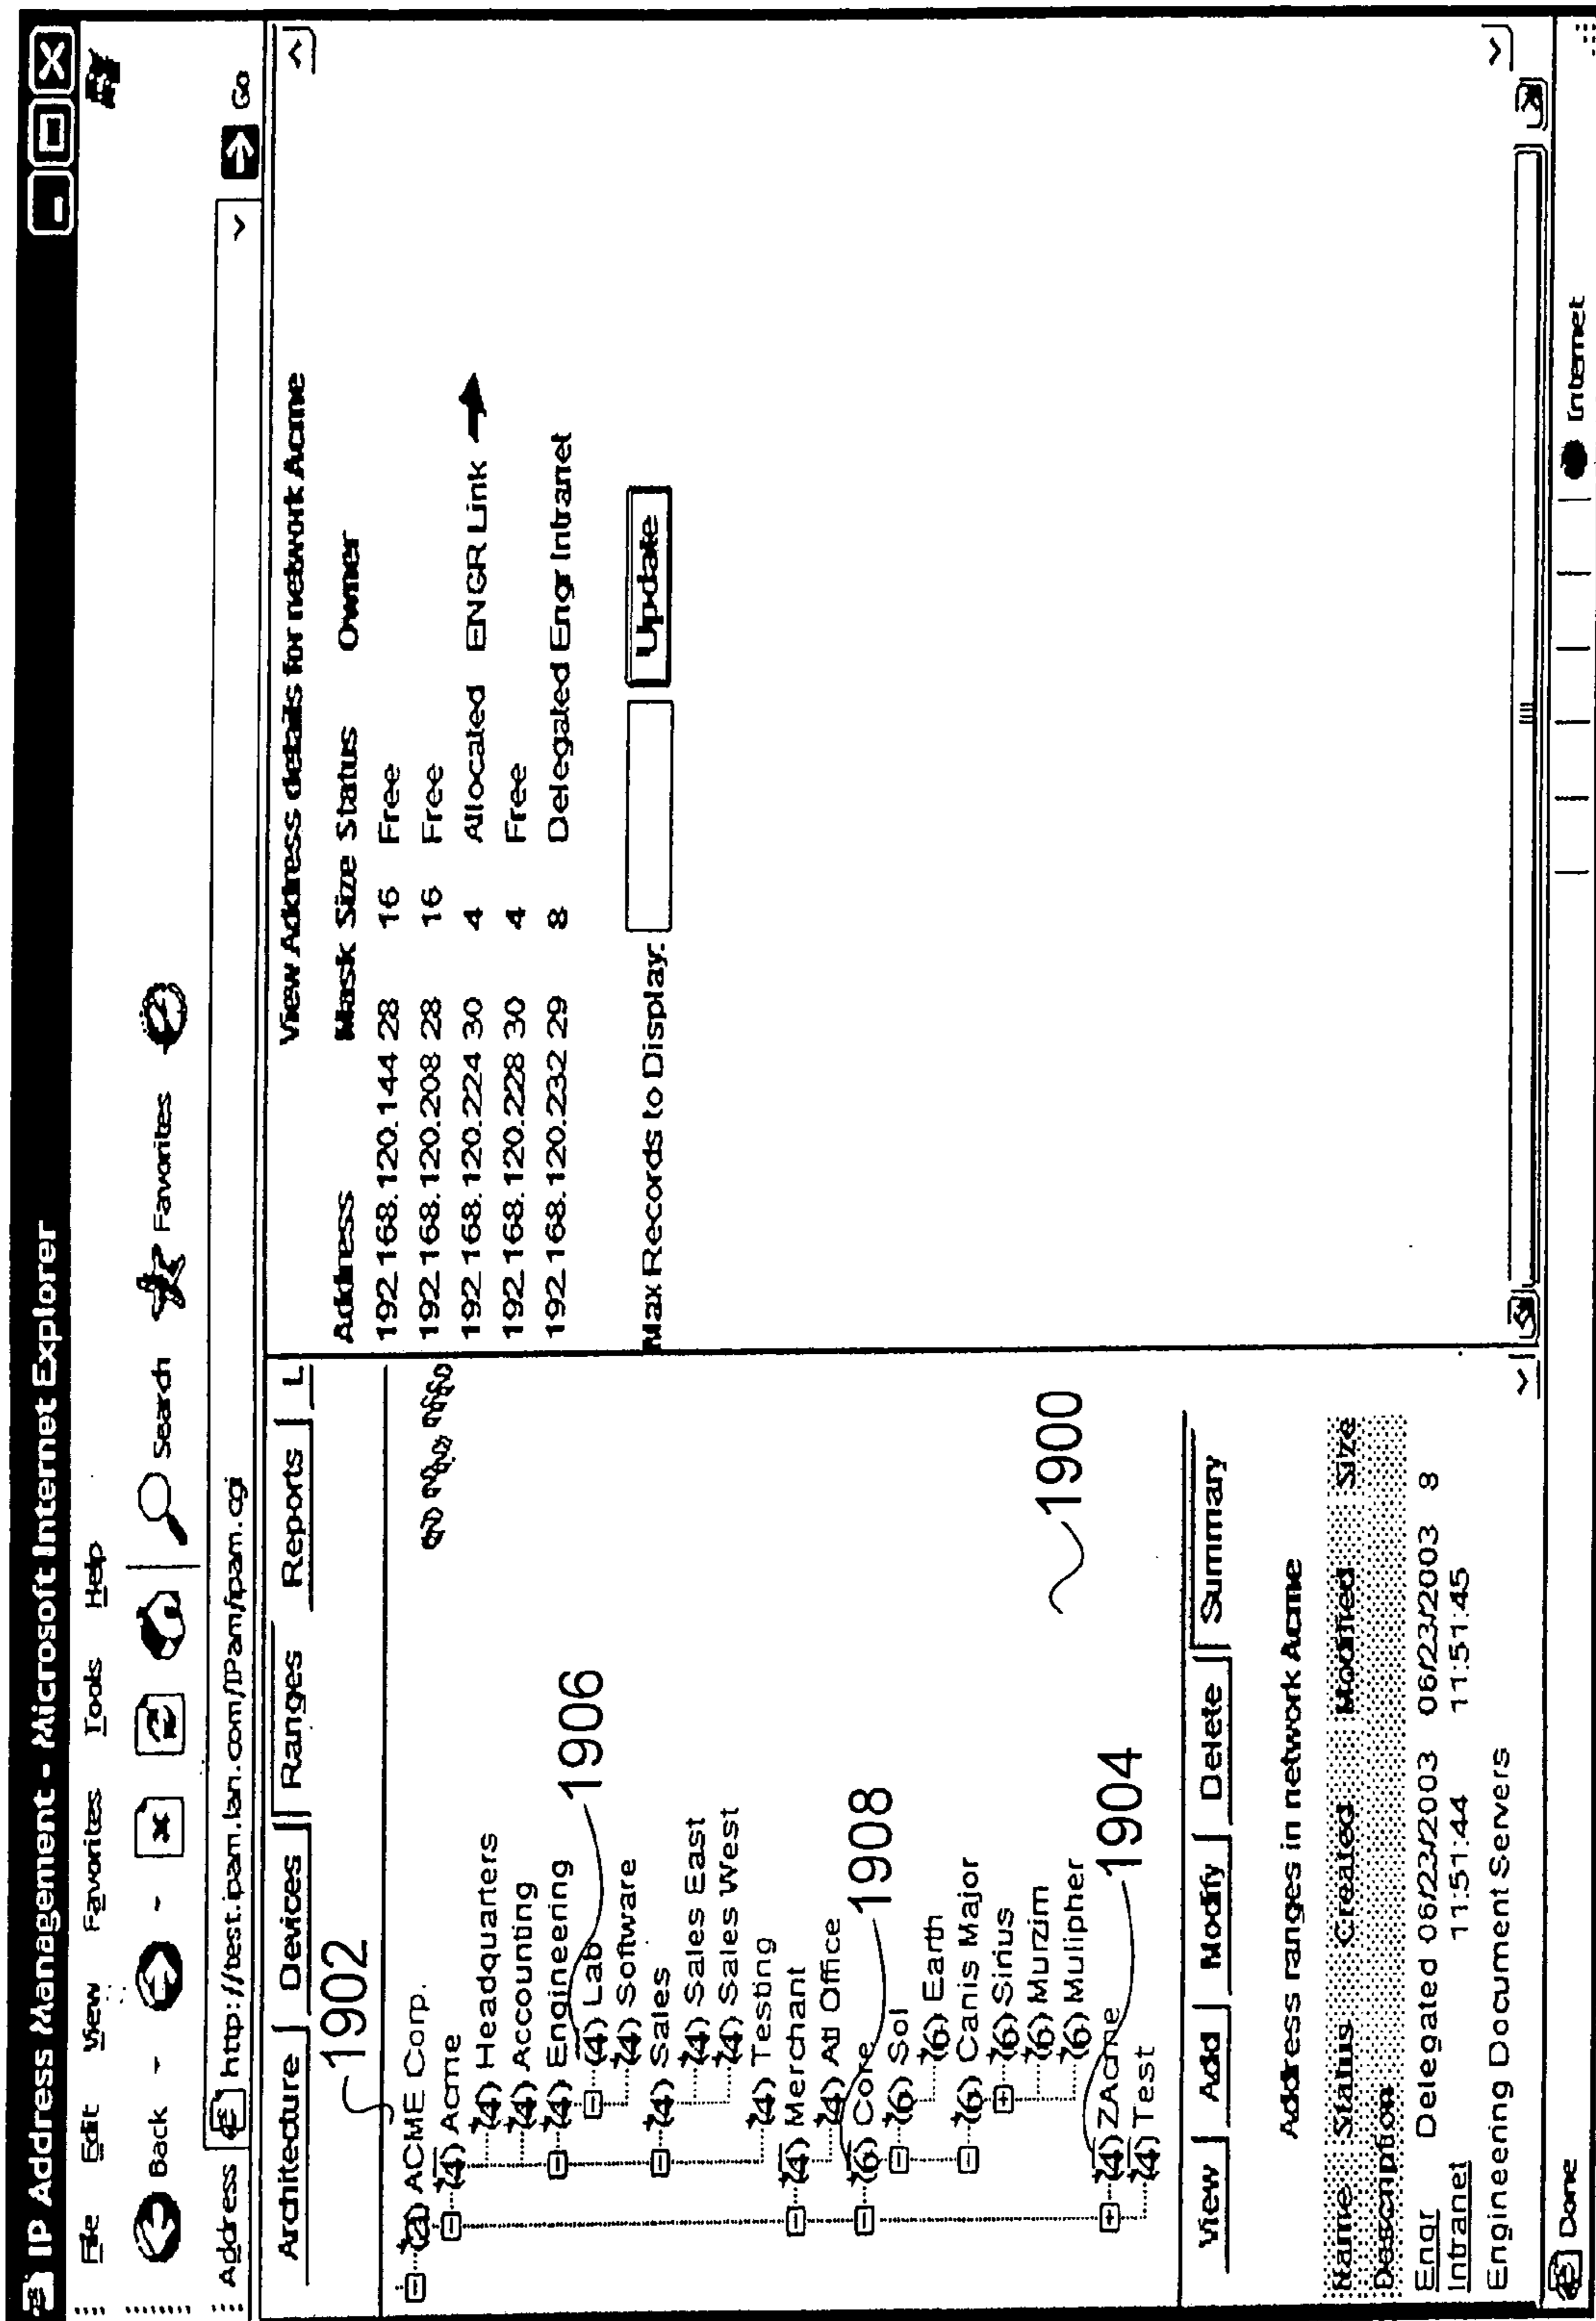 IP Address Management - Microsoft Internet Explorer
File Edit View Favorites Tools Help
Back - - Search Favorites
Address http://test.ipam.lan.com/IPam/ipam.cgi Go
Architecture Devices Ranges Reports L
1902
ACME Corp.
(4) Acme
(4) Headquarters
(4) Accounting
(4) Engineering
(4) Lab
1906
(4) Software
(4) Sales
(4) Sales East
(4) Sales West
(4) Testing
(4) Merchant
(4) Atl Office
(6) Core
1908
(6) Sol
(6) Earth
(6) Canis Major
(6) Sirius
(6) Murzim
(6) Mulipher
(4) ZAcne
1904
(4) Test
1900
View Add Modify Delete Summary
Address ranges in network Acme
Name Status Created Modified Size
Description
Engr Delegated 06/23/2003 06/23/2003 8
Intranet 11:51:44 11:51:45
Engineering Document Servers
View Address details for network Acme
Address Mask Size Status Owner
192.168.120.144 28 16 Free
192.168.120.208 28 16 Free
192.168.120.224 30 4 Allocated ENGR Link
192.168.120.228 30 4 Free
192.168.120.232 29 8 Delegated Engr Intranet
Max Records to Display: Update
Done Internet